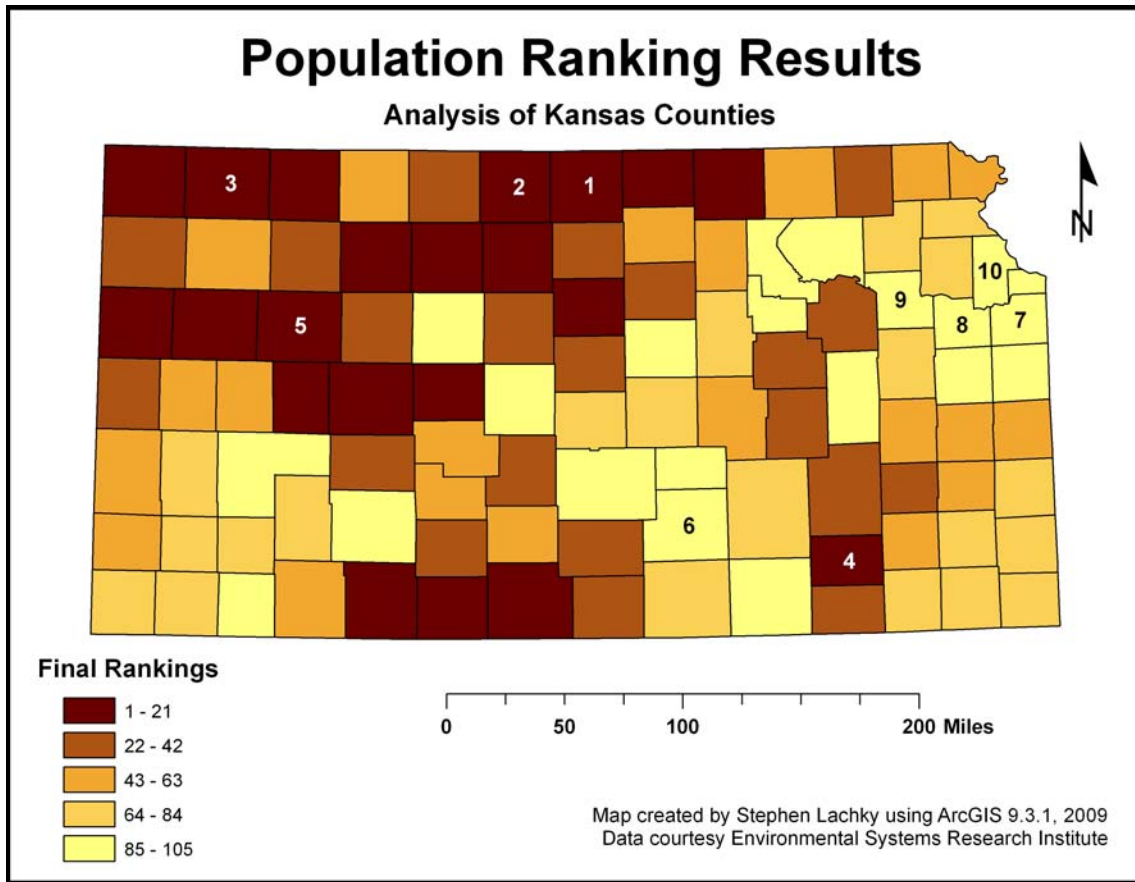 Population Ranking Results
Analysis of Kansas Counties
3
2
1
N
10
5
9
8
7
6
4
Final Rankings
1 - 21
22 - 42
43 - 63
64 - 84
85 - 105
0 50 100 200 Miles
Map created by Stephen Lachky using ArcGIS 9.3.1, 2009
Data courtesy Environmental Systems Research Institute